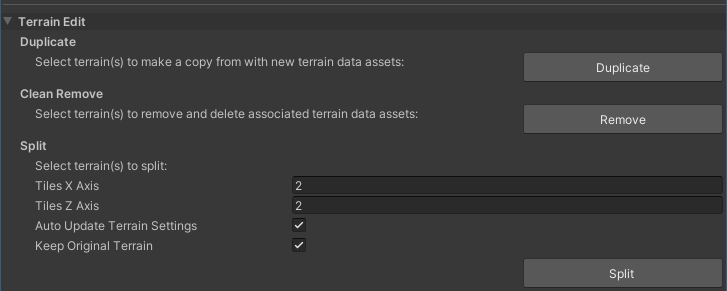 Terrain Edit
Duplicate
Select terrain(s) to make a copy from with new terrain data assets:
Duplicate
Clean Remove
Select terrain(s) to remove and delete associated terrain data assets:
Remove
Split
Select terrain(s) to split:
Tiles X Axis 2
Tiles Z Axis 2
Auto Update Terrain Settings
Keep Original Terrain
Split